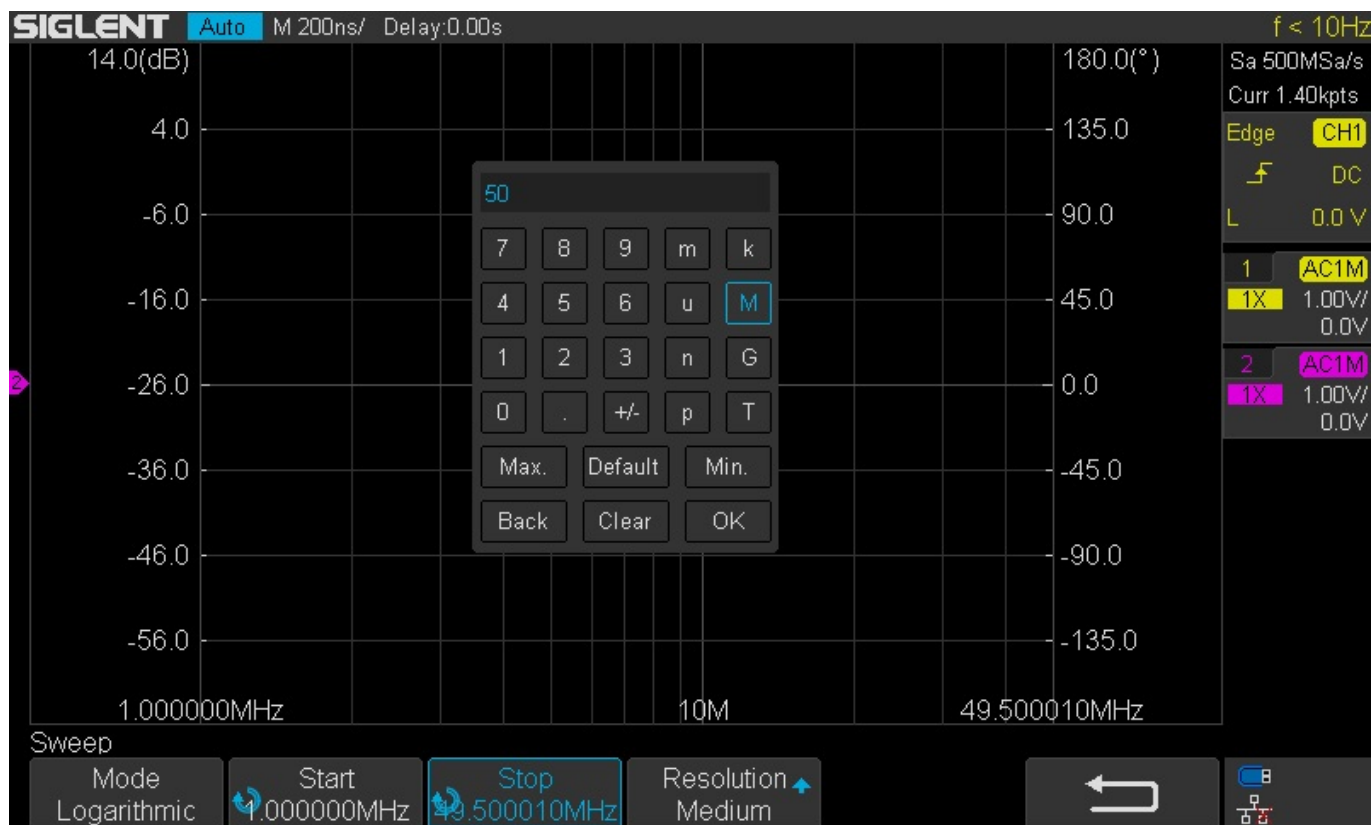 SIGLENT Auto M 200ns/ Delay:0.00s f < 10Hz
14.0(dB) 180.0(°) Sa 500MSa/s
Curr 1.40kpts
4.0 135.0 Edge CH1
DC
50
-6.0 90.0 L 0.0 V
7 8 9 m k
1 AC1M
-16.0 4 5 6 u M 45.0 1X 1.00V/
0.0V
1 2 3 n G 2 AC1M
2 -26.0 0.0 1X 1.00V/
0 . +/- p T 0.0V
-36.0 Max. Default Min. -45.0
Back Clear OK
-46.0 -90.0
-56.0 -135.0
1.000000MHz 10M 49.500010MHz
Sweep
Mode Start Stop Resolution
Logarithmic 1.000000MHz 49.500010MHz Medium